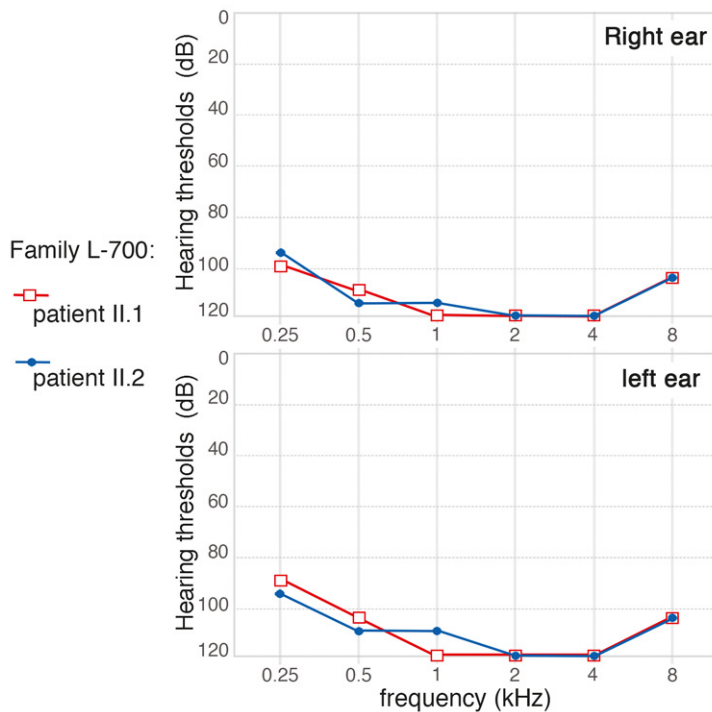 Right ear
Hearing thresholds (dB)
0
20
40
60
80
100
120
0.25 0.5 1 2 4 8
Family L-700:
patient II.1
patient II.2
left ear
Hearing thresholds (dB)
0
20
40
60
80
100
120
0.25 0.5 1 2 4 8
frequency (kHz)